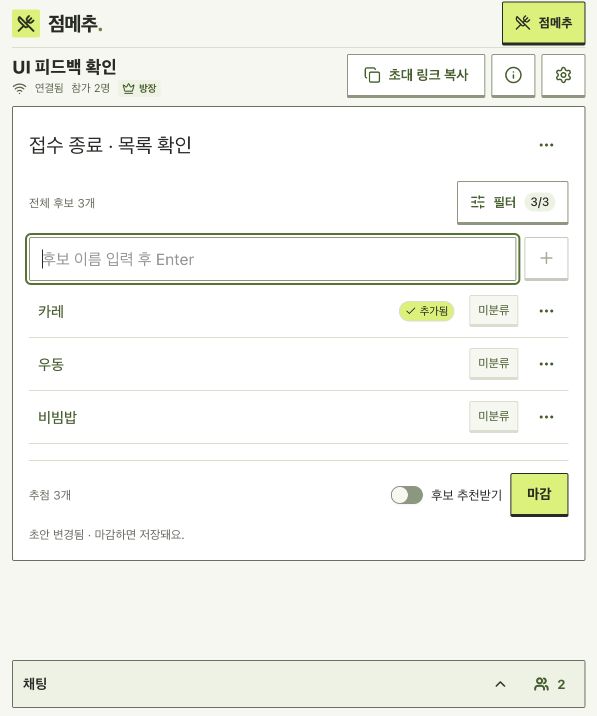 점메추.
점메추
UI 피드백 확인
연결됨 참가 2명 방장
초대 링크 복사
접수 종료 · 목록 확인
전체 후보 3개
필터 3/3
후보 이름 입력 후 Enter
카레
추가됨
미분류
우동
미분류
비빔밥
미분류
추첨 3개
후보 추천받기
마감
초안 변경됨 · 마감하면 저장돼요.
채팅
2